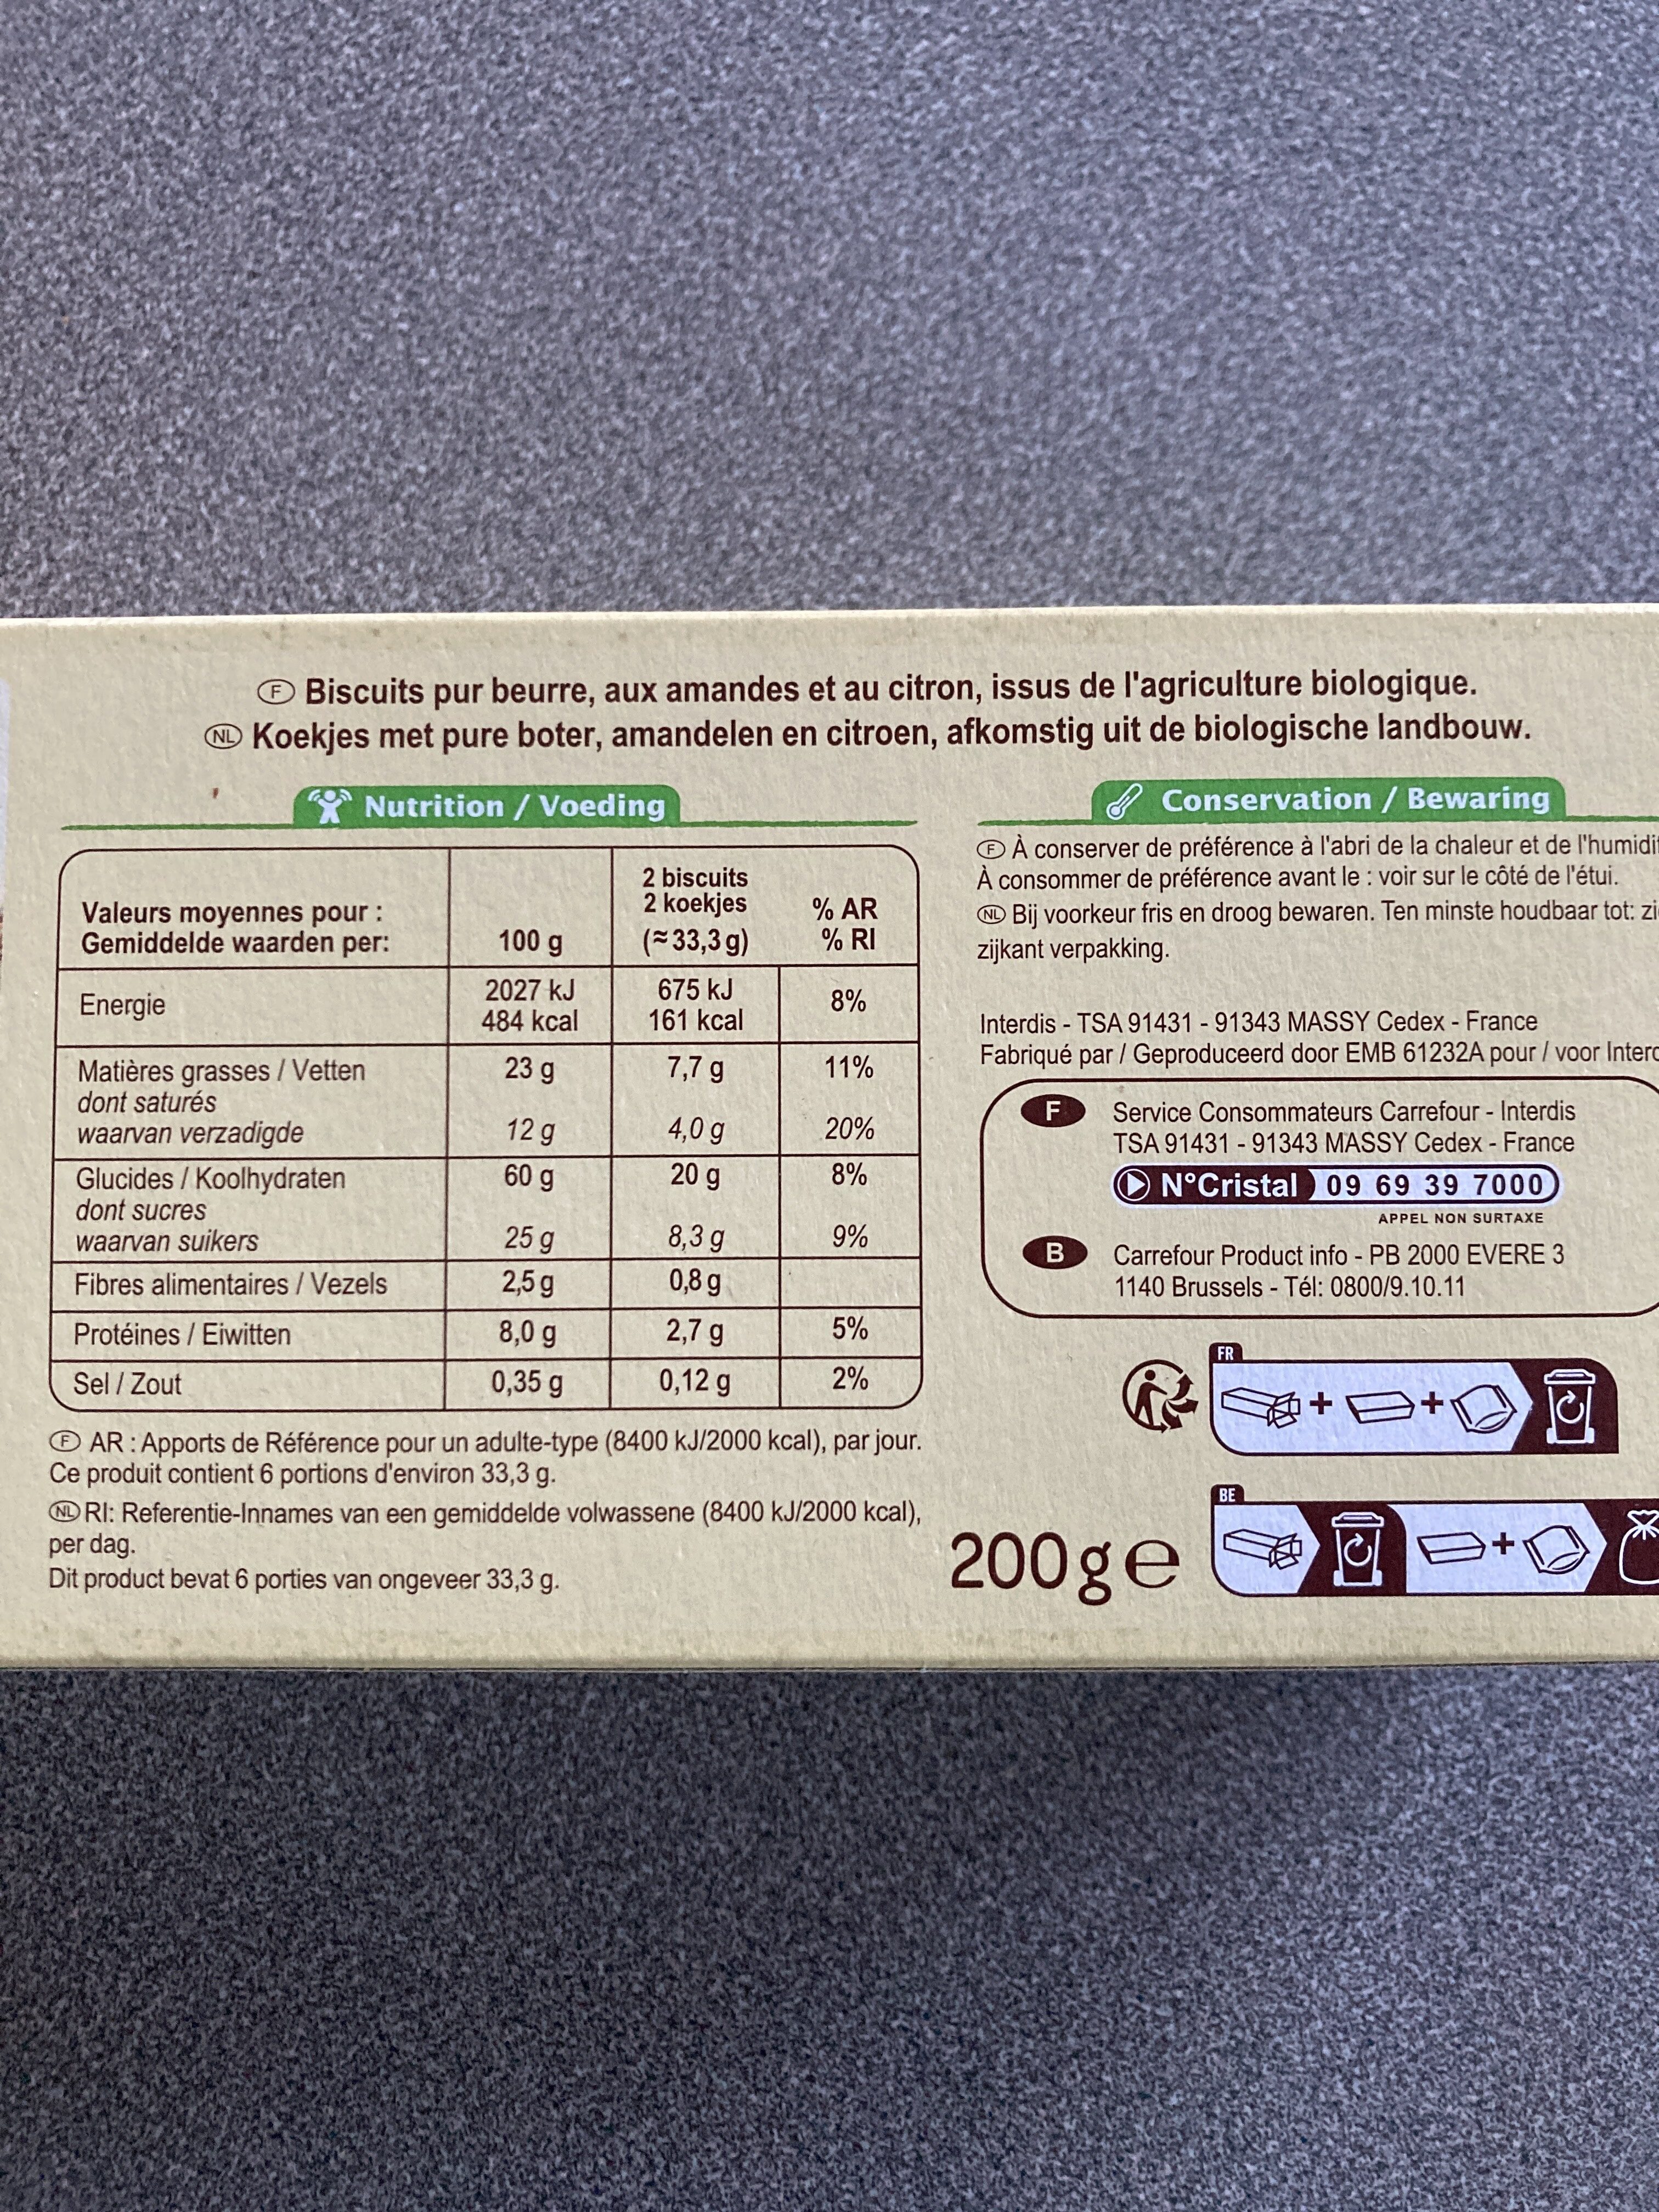 F Biscuits pur beurre, aux amandes et au citron, issus de l'agriculture biologique.
NL Koekjes met pure boter, amandelen en citroen, afkomstig uit de biologische landbouw.
Nutrition / Voeding
Valeurs moyennes pour :
Gemiddelde waarden per:
100 g
2 biscuits
2 koekjes
(≈33,3 g)
% AR
% RI
Energie
2027 kJ
484 kcal
675 kJ
161 kcal
8%
Matières grasses / Vetten 23 g 7,7 g 11%
dont saturés
waarvan verzadigde 12 g 4,0 g 20%
Glucides / Koolhydraten 60 g 20 g 8%
dont sucres
waarvan suikers 25 g 8,3 g 9%
Fibres alimentaires / Vezels 2,5 g 0,8 g
Protéines / Eiwitten 8,0 g 2,7 g 5%
Sel / Zout 0,35 g 0,12 g 2%
F AR : Apports de Référence pour un adulte-type (8400 kJ/2000 kcal), par jour.
Ce produit contient 6 portions d'environ 33,3 g.
NL RI: Referentie-Innames van een gemiddelde volwassene (8400 kJ/2000 kcal),
per dag.
Dit product bevat 6 porties van ongeveer 33,3 g.
Conservation / Bewaring
F À conserver de préférence à l'abri de la chaleur et de
À consommer de préférence avant le : voir sur le côté de l'étui.
NL Bij voorkeur fris en droog bewaren. Ten minste houdbaar tot:
zijkant verpakking.
Interdis - TSA 91431 - 91343 MASSY Cedex - France
Fabriqué par / Geproduceerd door EMB 61232A pour / voor
F Service Consommateurs Carrefour - Interdis
TSA 91431 - 91343 MASSY Cedex - France
N°Cristal 09 69 39 7000
APPEL NON SURTAXE
B Carrefour Product info - PB 2000 EVERE 3
1140 Brussels - Tél: 0800/9.10.11
FR
+ +
BE
+
200g e